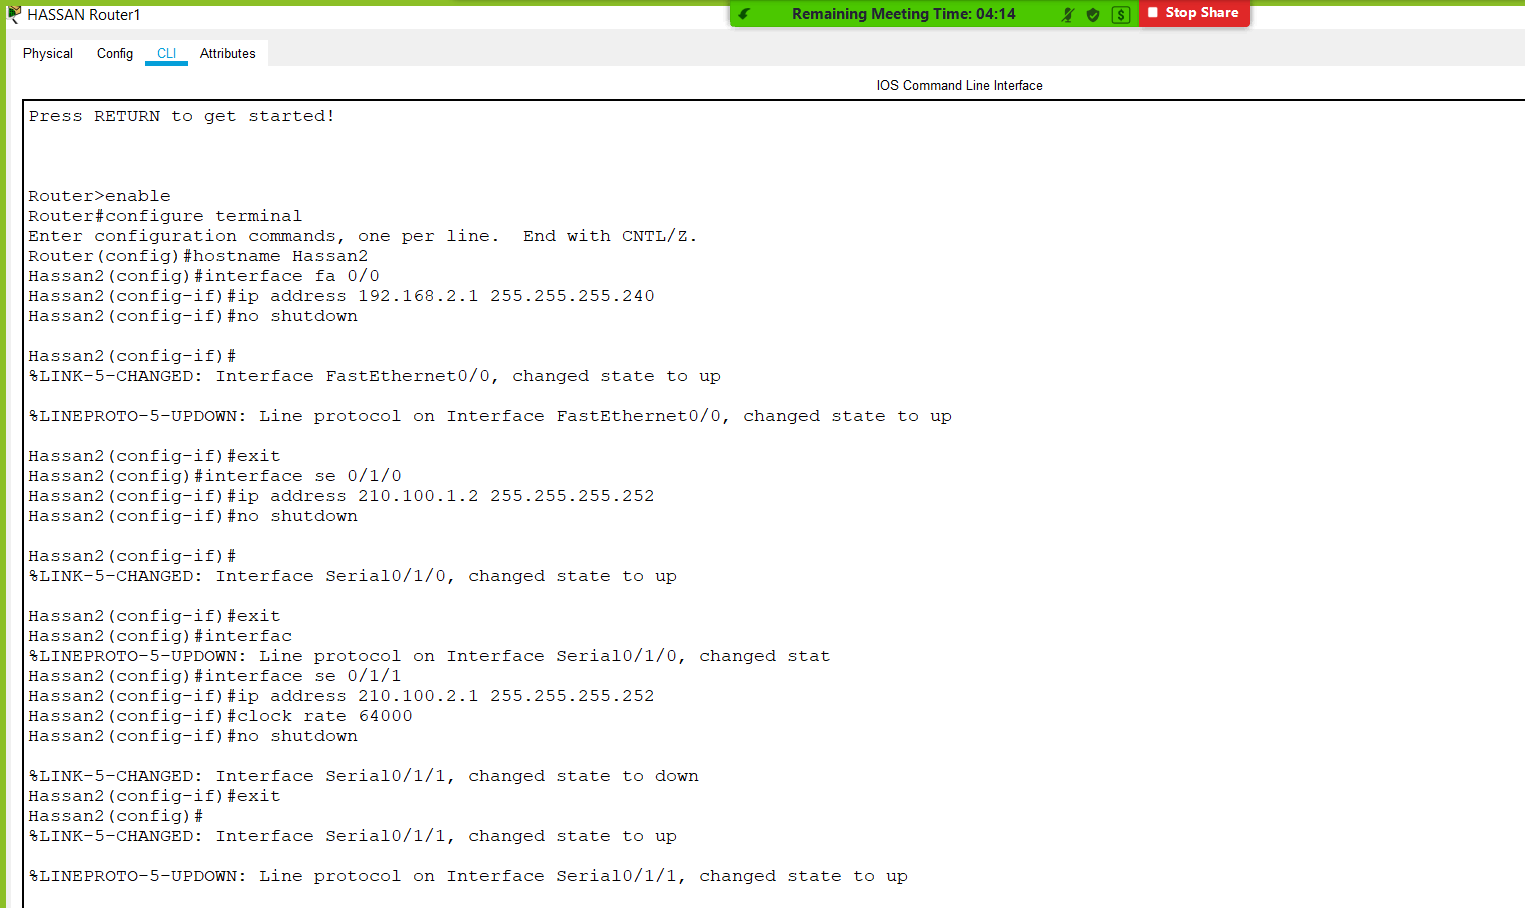 HASSAN Router1
Remaining Meeting Time: 04:14
$
Stop Share
Physical Config CLI Attributes
IOS Command Line Interface
Press RETURN to get started!
Router>enable
Router#configure terminal
Enter configuration commands, one per line.  End with CNTL/Z.
Router(config)#hostname Hassan2
Hassan2(config)#interface fa 0/0
Hassan2(config-if)#ip address 192.168.2.1 255.255.255.240
Hassan2(config-if)#no shutdown
Hassan2(config-if)#
%LINK-5-CHANGED: Interface FastEthernet0/0, changed state to up
%LINEPROTO-5-UPDOWN: Line protocol on Interface FastEthernet0/0, changed state to up
Hassan2(config-if)#exit
Hassan2(config)#interface se 0/1/0
Hassan2(config-if)#ip address 210.100.1.2 255.255.255.252
Hassan2(config-if)#no shutdown
Hassan2(config-if)#
%LINK-5-CHANGED: Interface Serial0/1/0, changed state to up
Hassan2(config-if)#exit
Hassan2(config)#interfac
%LINEPROTO-5-UPDOWN: Line protocol on Interface Serial0/1/0, changed stat
Hassan2(config)#interface se 0/1/1
Hassan2(config-if)#ip address 210.100.2.1 255.255.255.252
Hassan2(config-if)#clock rate 64000
Hassan2(config-if)#no shutdown
%LINK-5-CHANGED: Interface Serial0/1/1, changed state to down
Hassan2(config-if)#exit
Hassan2(config)#
%LINK-5-CHANGED: Interface Serial0/1/1, changed state to up
%LINEPROTO-5-UPDOWN: Line protocol on Interface Serial0/1/1, changed state to up